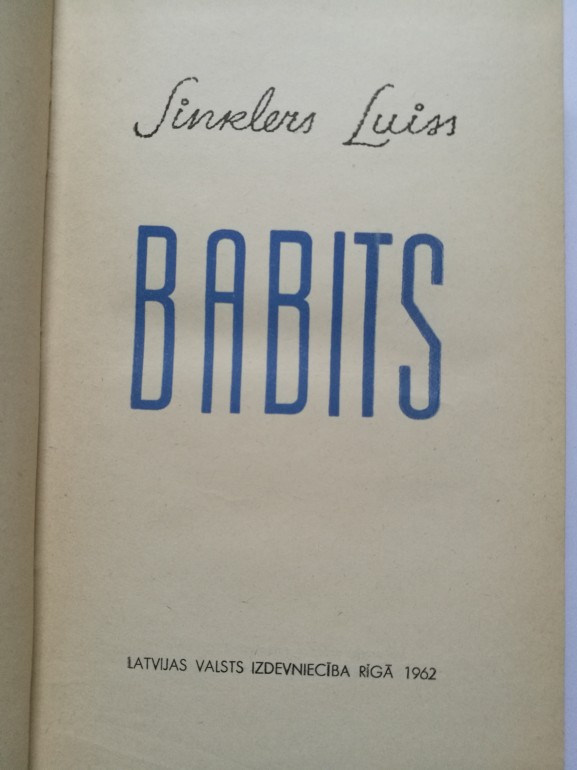 Sinklers Luiss
BABITS
LATVIJAS VALSTS IZDEVNIECĪBA RĪGĀ 1962